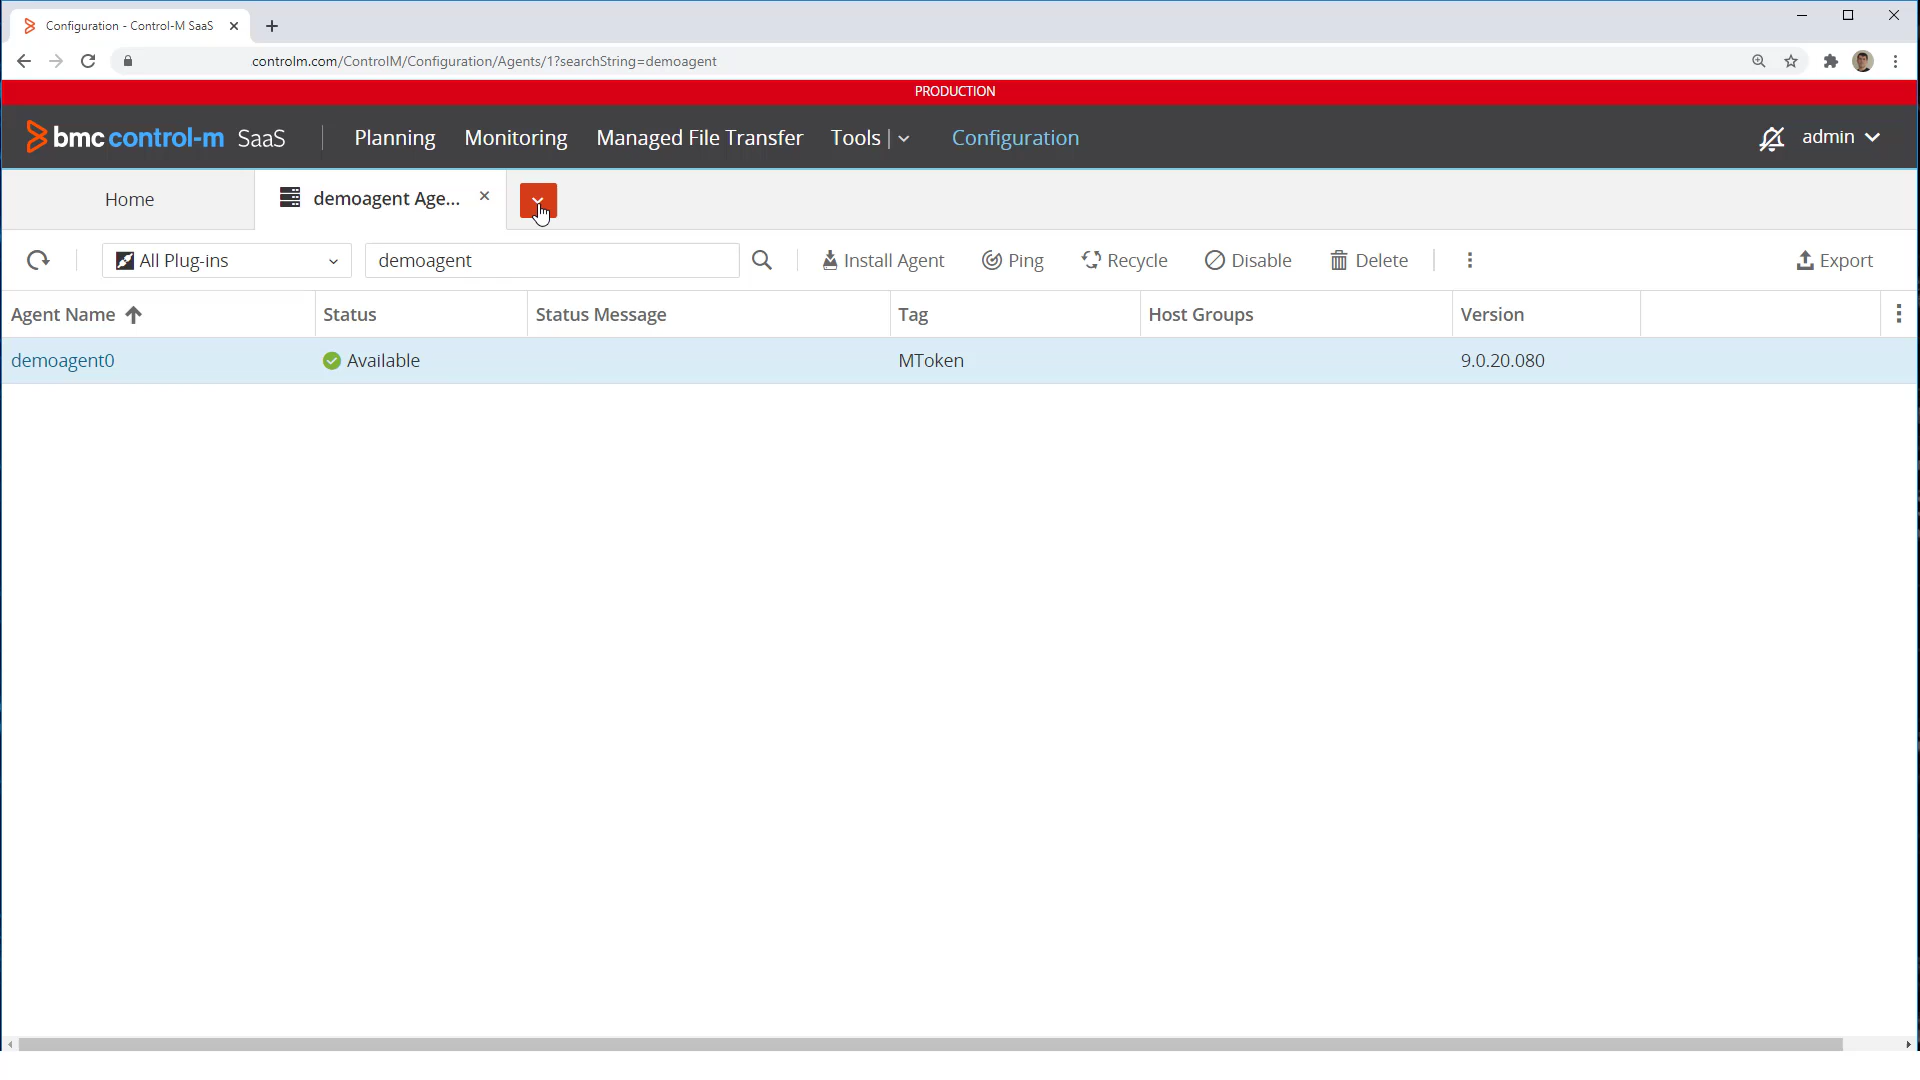 Configuration - Control-M SaaS
controlm.com/ControlM/Configuration/Agents/1?searchString=demoagent
PRODUCTION
bmc control-m SaaS Planning Monitoring Managed File Transfer Tools Configuration admin
Home demoagent Age...
All Plug-ins demoagent Install Agent Ping Recycle Disable Delete Export
Agent Name Status Status Message Tag Host Groups Version
demoagent0 Available MToken 9.0.20.080